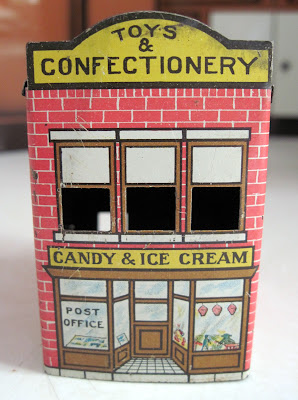 TOYS
&
CONFECTIONERY
CANDY & ICE CREAM
POST
OFFICE